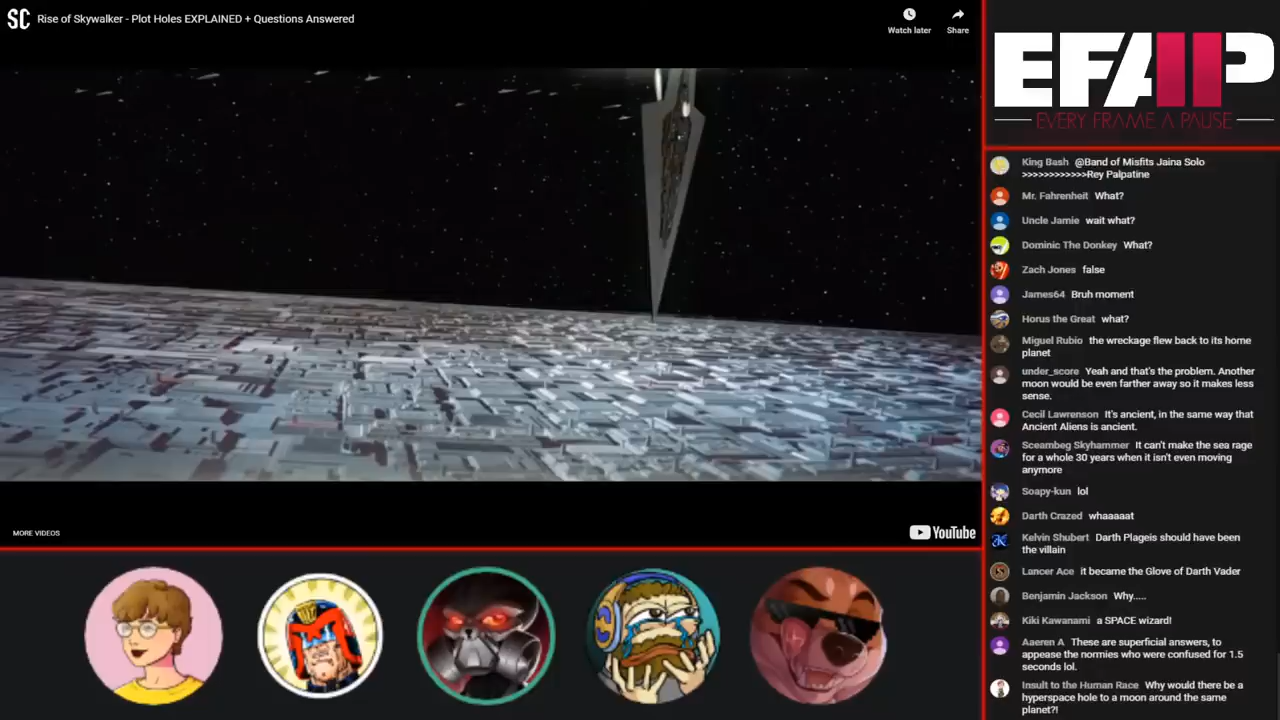 SC Rise of Skywalker - Plot Holes EXPLAINED + Questions Answered
Watch later
Share
MORE VIDEOS
YouTube
EFAP
EVERY FRAME A PAUSE
King Bash @Band of Misfits Jaina Solo
>>>>>>>>>>>>Rey Palpatine
Mr. Fahrenheit What?
Uncle Jamie wait what?
Dominic The Donkey What?
Zach Jones false
James64 Bruh moment
Horus the Great what?
Miguel Rubio the wreckage flew back to its home
planet
under_score Yeah and that's the problem. Another
moon would be even farther away so it makes less
sense.
Cecil Lawrenson It's ancient, in the same way that
Ancient Aliens is ancient.
Sceambeg Skyhammer It can't make the sea rage
for a whole 30 years when it isn't even moving
anymore
Soapy-kun lol
Darth Crazed whaaaaat
Kelvin Shubert Darth Plageis should have been
the villain
Lancer Ace it became the Glove of Darth Vader
Benjamin Jackson Why.....
Kiki Kawanami a SPACE wizard!
Aaeren A These are superficial answers, to
appease the normies who were confused for 1.5
seconds lol.
Insult to the Human Race Why would there be a
hyperspace hole to a moon around the same
planet?!